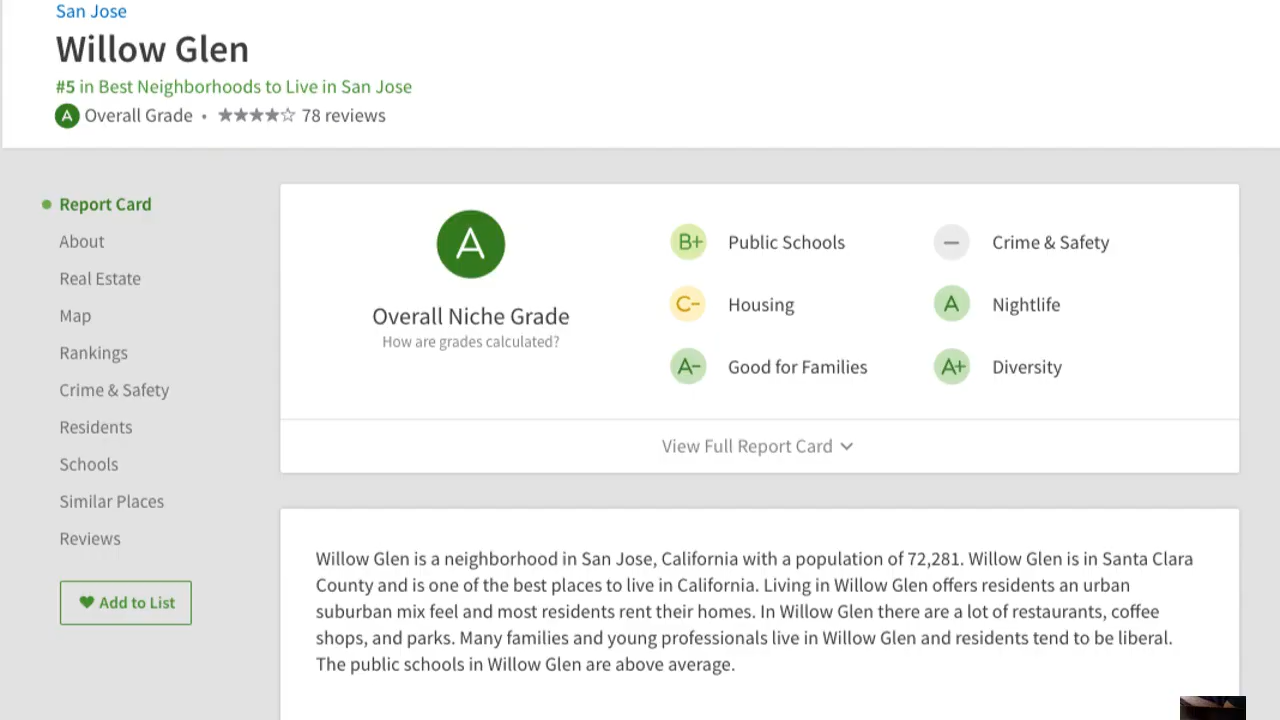 San Jose
Willow Glen
#5 in Best Neighborhoods to Live in San Jose
A Overall Grade • ★★★★☆ 78 reviews
Report Card
About
Real Estate
Map
Rankings
Crime & Safety
Residents
Schools
Similar Places
Reviews
Add to List
A
Overall Niche Grade
How are grades calculated?
B+ Public Schools
C- Housing
A- Good for Families
– Crime & Safety
A Nightlife
A+ Diversity
View Full Report Card
Willow Glen is a neighborhood in San Jose, California with a population of 72,281. Willow Glen is in Santa Clara
County and is one of the best places to live in California. Living in Willow Glen offers residents an urban
suburban mix feel and most residents rent their homes. In Willow Glen there are a lot of restaurants, coffee
shops, and parks. Many families and young professionals live in Willow Glen and residents tend to be liberal.
The public schools in Willow Glen are above average.